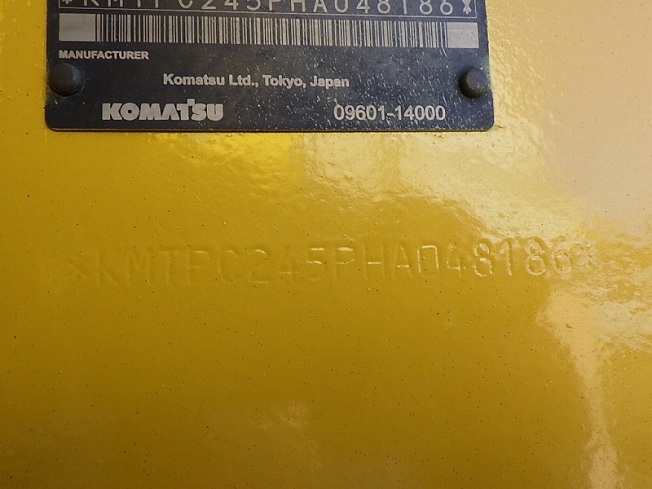 *KMTPC245PHA048186*
MANUFACTURER
Komatsu Ltd., Tokyo, Japan
KOMATSU 09601-14000
*KMTPC245PHA048186*